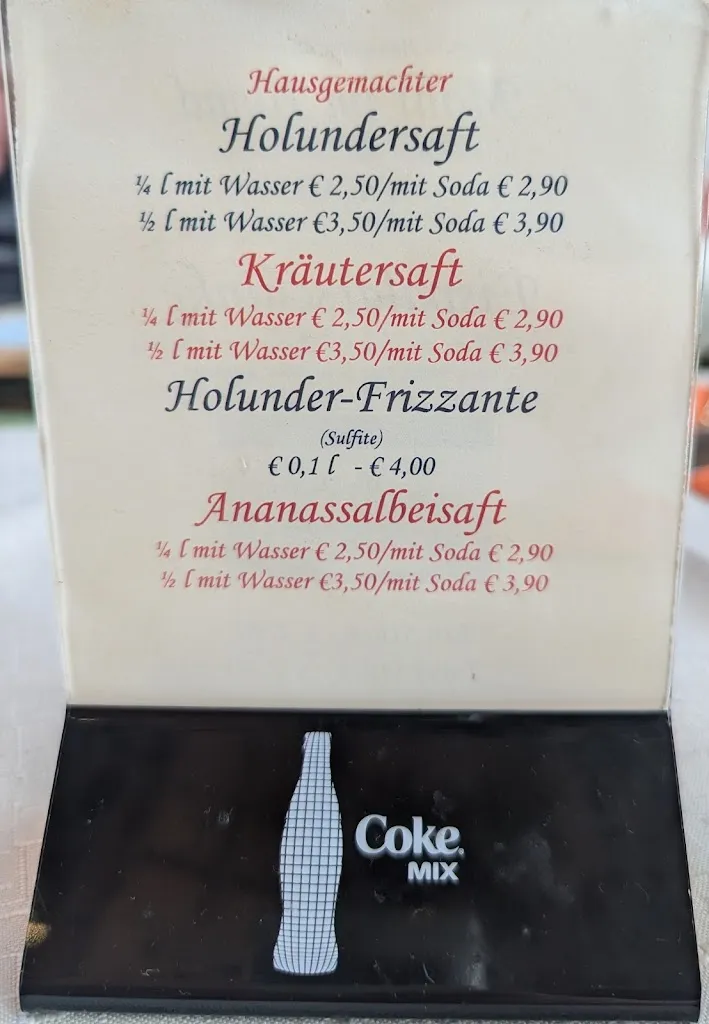 Hausgemachter
Holundersaft
¼ l mit Wasser € 2,50/mit Soda € 2,90
½ l mit Wasser €3,50/mit Soda € 3,90
Kräutersaft
¼ l mit Wasser € 2,50/mit Soda € 2,90
½ l mit Wasser €3,50/mit Soda € 3,90
Holunder-Frizzante
(Sulfite)
€ 0,1 l - € 4,00
Ananassalbeisaft
¼ l mit Wasser € 2,50/mit Soda € 2,90
½ l mit Wasser €3,50/mit Soda € 3,90
Coke.
MIX